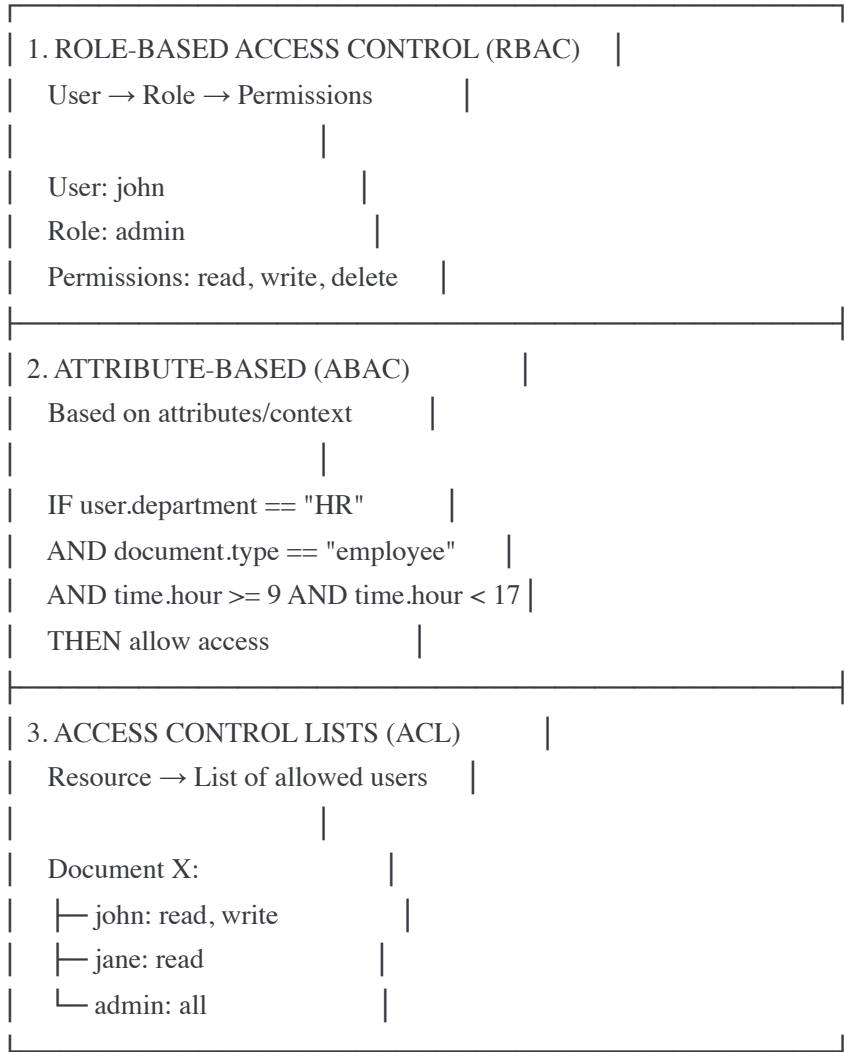 1. ROLE-BASED ACCESS CONTROL (RBAC)
User → Role → Permissions
User: john
Role: admin
Permissions: read, write, delete
2. ATTRIBUTE-BASED (ABAC)
Based on attributes/context
IF user.department == "HR"
AND document.type == "employee"
AND time.hour >= 9 AND time.hour < 17
THEN allow access
3. ACCESS CONTROL LISTS (ACL)
Resource → List of allowed users
Document X:
├─ john: read, write
├─ jane: read
└─ admin: all